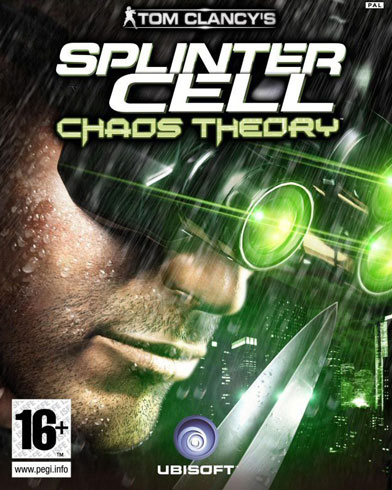 TOM CLANCY'S
PAL
SPLINTER
CELL
CHAOS THEORY
16+
www.pegi.info
UBISOFT